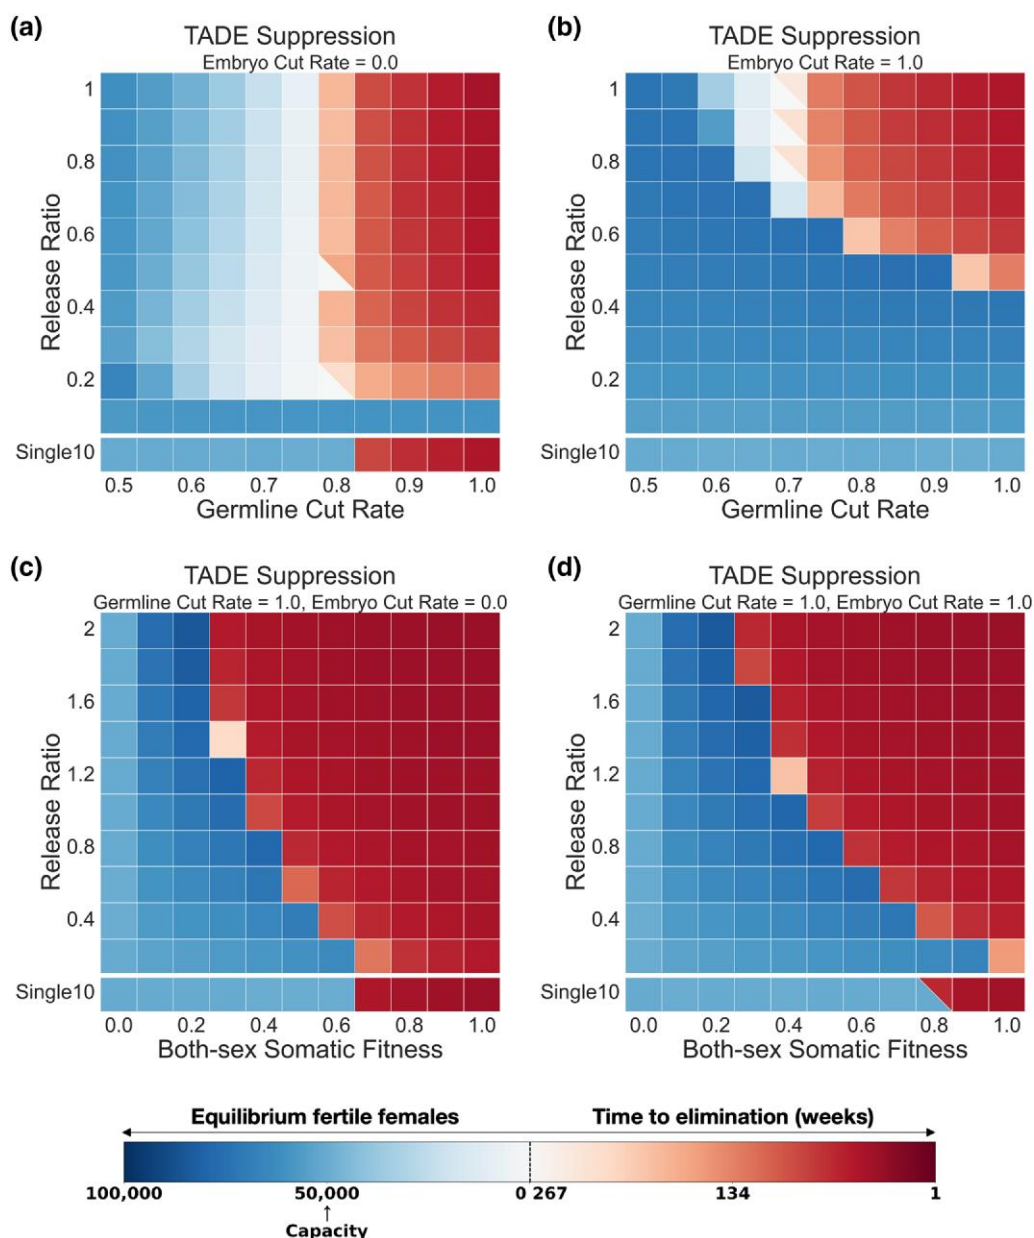 (a)
TADE Suppression
Embryo Cut Rate = 0.0
Release Ratio
1
0.8
0.6
0.4
0.2
Single10
0.5 0.6 0.7 0.8 0.9 1.0
Germline Cut Rate
(b)
TADE Suppression
Embryo Cut Rate = 1.0
Release Ratio
1
0.8
0.6
0.4
0.2
Single10
0.5 0.6 0.7 0.8 0.9 1.0
Germline Cut Rate
(c)
TADE Suppression
Germline Cut Rate = 1.0, Embryo Cut Rate = 0.0
Release Ratio
2
1.6
1.2
0.8
0.4
Single10
0.0 0.2 0.4 0.6 0.8 1.0
Both-sex Somatic Fitness
(d)
TADE Suppression
Germline Cut Rate = 1.0, Embryo Cut Rate = 1.0
Release Ratio
2
1.6
1.2
0.8
0.4
Single10
0.0 0.2 0.4 0.6 0.8 1.0
Both-sex Somatic Fitness
Equilibrium fertile females Time to elimination (weeks)
100,000 50,000 0 267 134 1
↑
Capacity